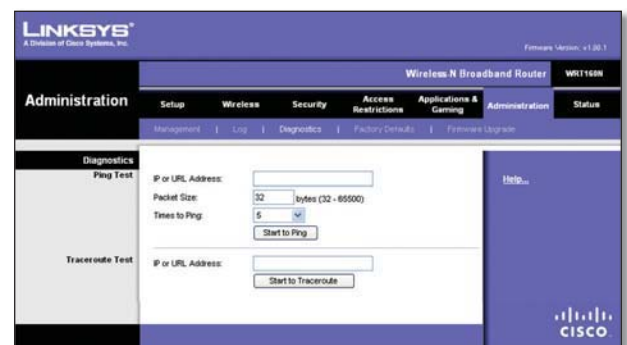 LINKSYS®
A Division of Cisco Systems, Inc.
Firmware Version: v1.00.1
Wireless-N Broadband Router WRT160N
Administration
Setup Wireless Security Access Restrictions Applications & Gaming Administration Status
Management | Log | Diagnostics | Factory Defaults | Firmware Upgrade
Diagnostics
Ping Test
IP or URL Address:
Help...
Packet Size: 32 bytes (32 - 65500)
Times to Ping: 5
Start to Ping
Traceroute Test
IP or URL Address:
Start to Traceroute
CISCO